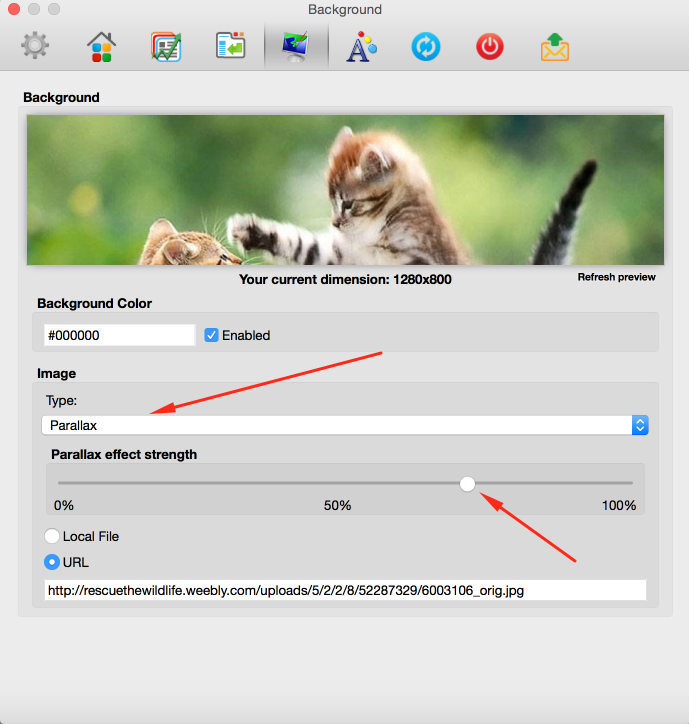 Background
Background
Your current dimension: 1280x800
Refresh preview
Background Color
#000000
Enabled
Image
Type:
Parallax
Parallax effect strength
0% 50% 100%
Local File
URL
http://rescuethewildlife.weebly.com/uploads/5/2/2/8/52287329/6003106_orig.jpg